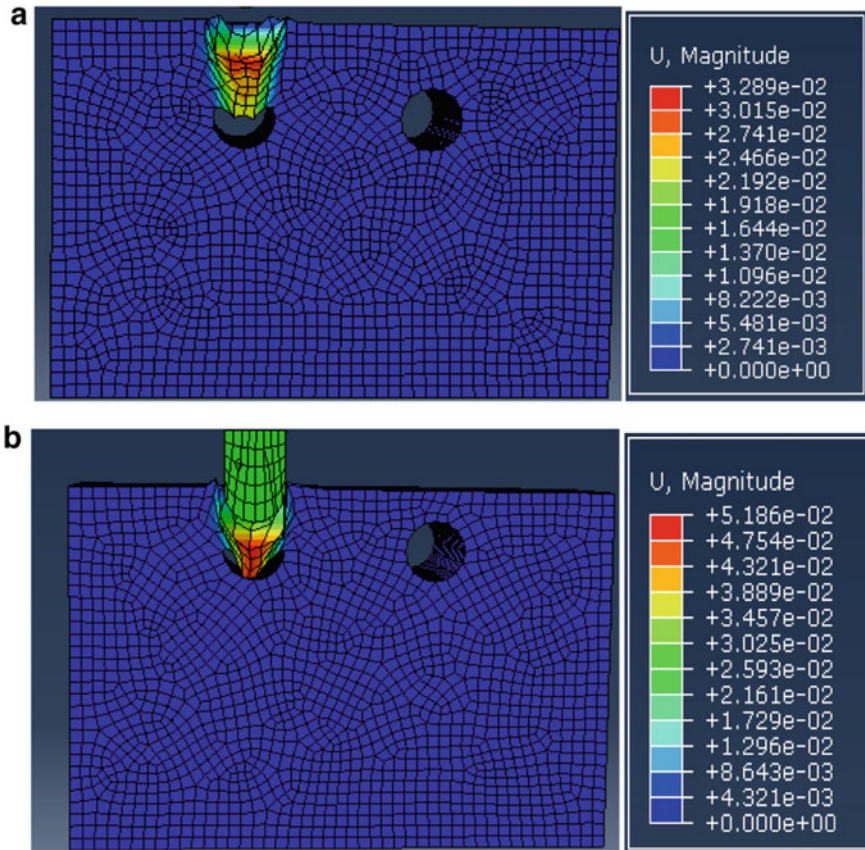 a
U, Magnitude
+3.289e-02
+3.015e-02
+2.741e-02
+2.466e-02
+2.192e-02
+1.918e-02
+1.644e-02
+1.370e-02
+1.096e-02
+8.222e-03
+5.481e-03
+2.741e-03
+0.000e+00
b
U, Magnitude
+5.186e-02
+4.754e-02
+4.321e-02
+3.889e-02
+3.457e-02
+3.025e-02
+2.593e-02
+2.161e-02
+1.729e-02
+1.296e-02
+8.643e-03
+4.321e-03
+0.000e+00